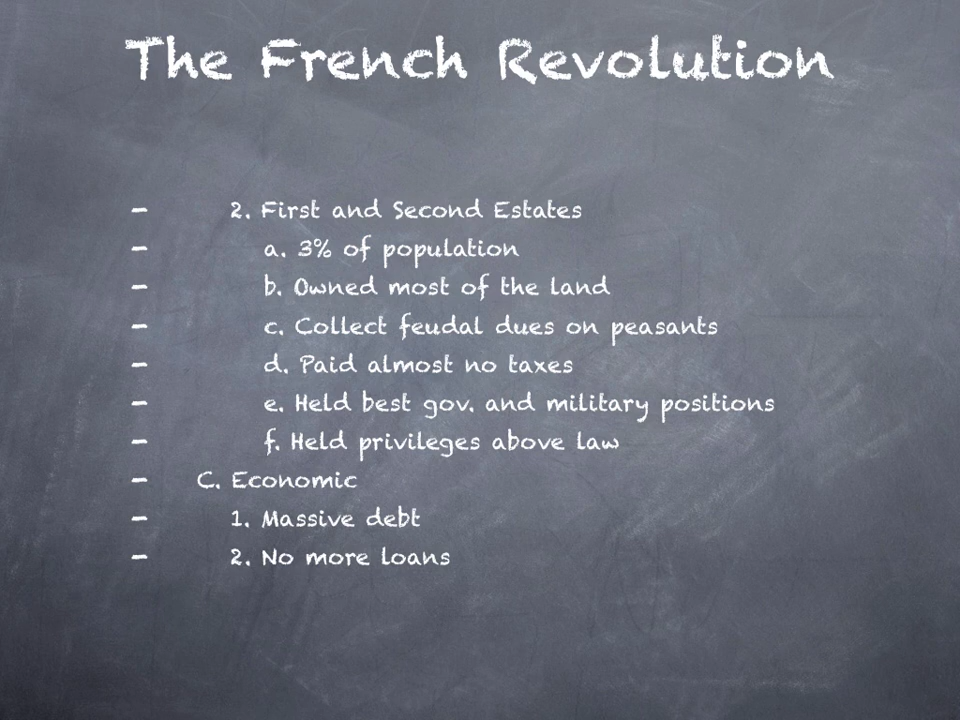 The French Revolution
- 2. First and Second Estates
- a. 3% of population
- b. Owned most of the land
- c. Collect feudal dues on peasants
- d. Paid almost no taxes
- e. Held best gov. and military positions
- f. Held privileges above law
- C. Economic
- 1. Massive debt
- 2. No more loans